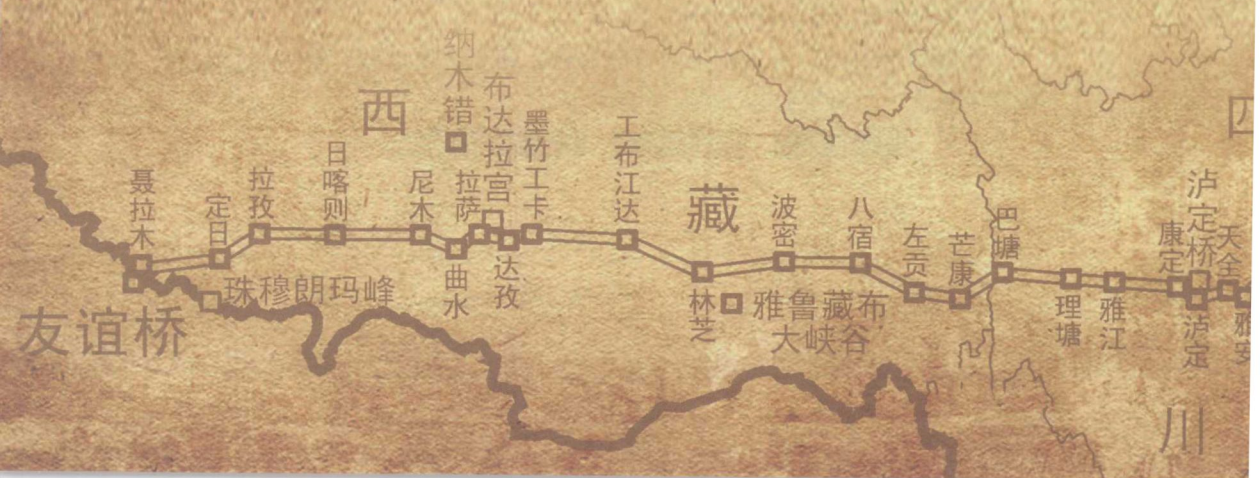 西
藏
四
川
友谊桥
聂拉木
定日
拉孜
日喀则
尼木
曲水
拉萨
纳木错
布达拉宫
达孜
墨竹工卡
工布江达
林芝
雅鲁藏布
大峡谷
波密
八宿
左贡
芒康
巴塘
理塘
雅江
康定
泸定桥
泸定
天全
雅安
珠穆朗玛峰